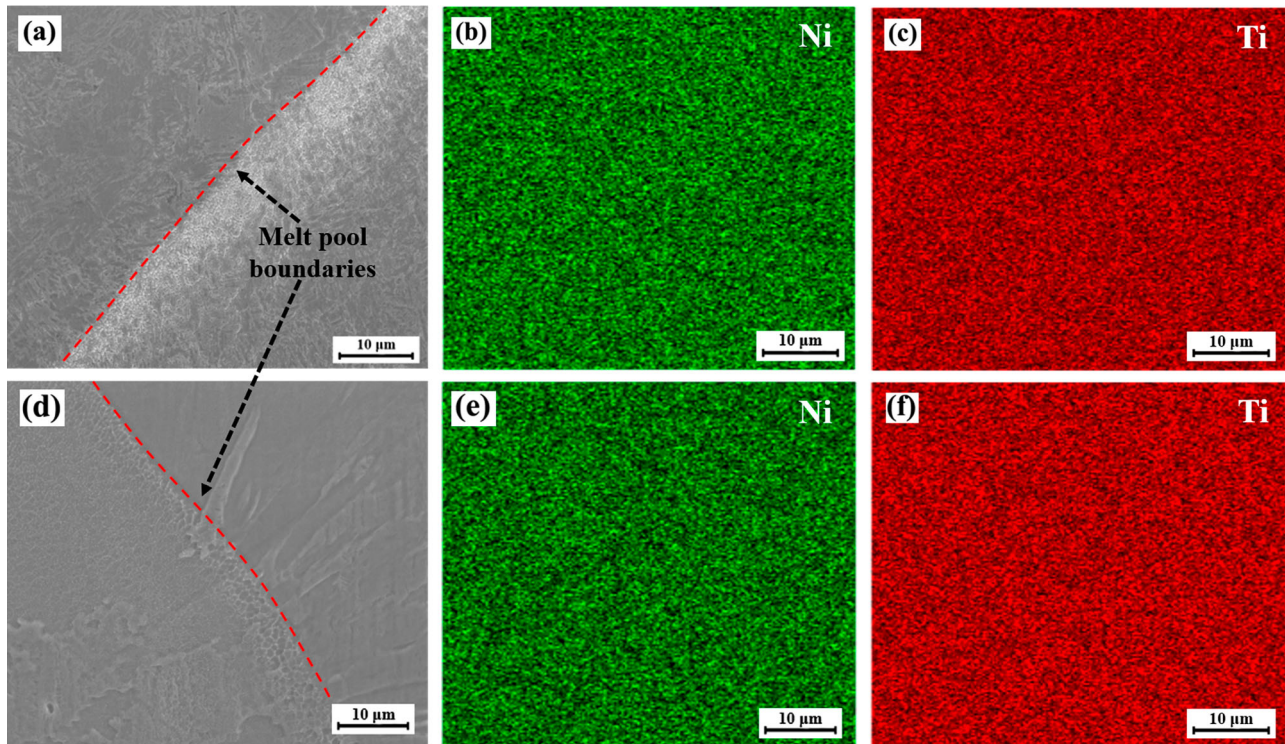 (a)
Melt pool
boundaries
10 µm
(b)
Ni
10 µm
(c)
Ti
10 µm
(d)
10 µm
(e)
Ni
10 µm
(f)
Ti
10 µm